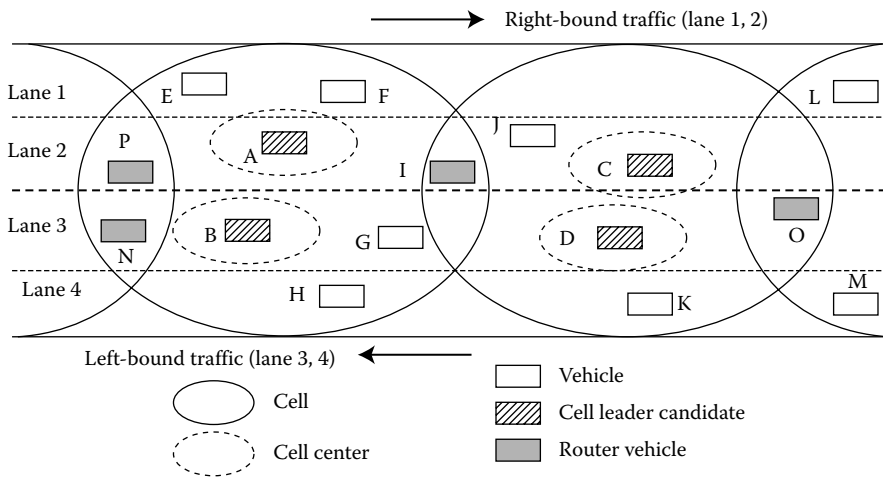 Right-bound traffic (lane 1, 2)
Lane 1
E
F
L
Lane 2
P
A
I
J
C
Lane 3
N
B
G
D
O
Lane 4
H
K
M
Left-bound traffic (lane 3, 4)
Cell
Cell center
Vehicle
Cell leader candidate
Router vehicle